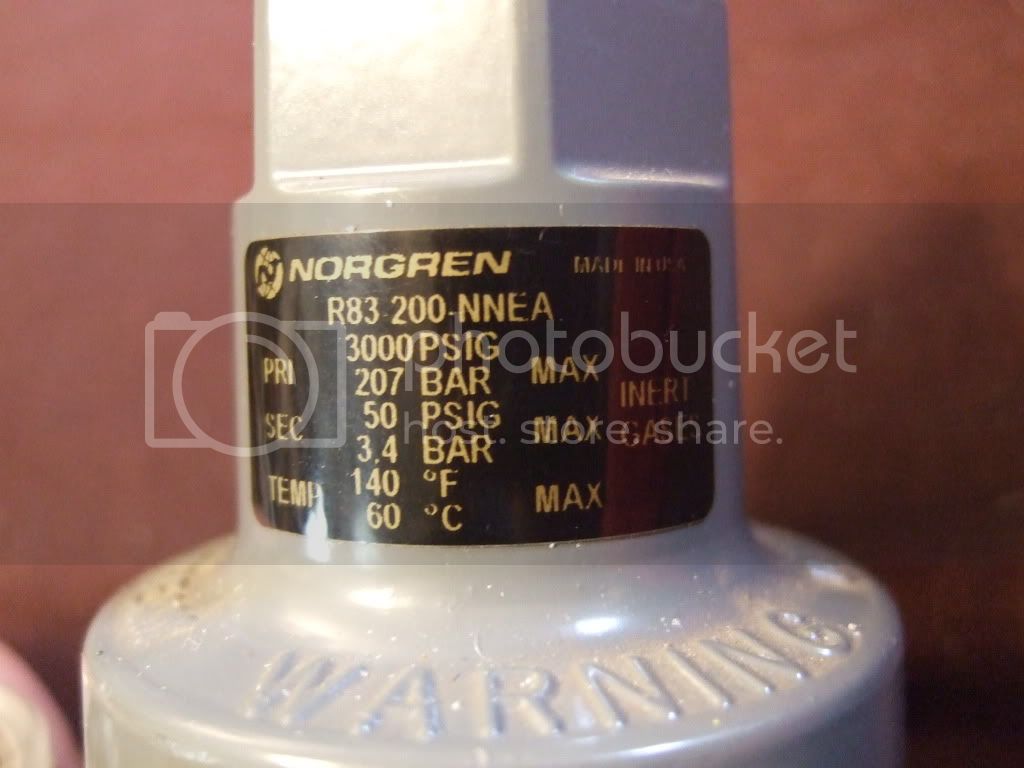 NORGREN MADE IN USA
R83-200-NNEA
PRI 3000 PSIG MAX
207 BAR
INERT GASES
SEC 50 PSIG MAX
3.4 BAR
TEMP 140 °F MAX
60 °C
WARNING
photobucket
host. store. share.